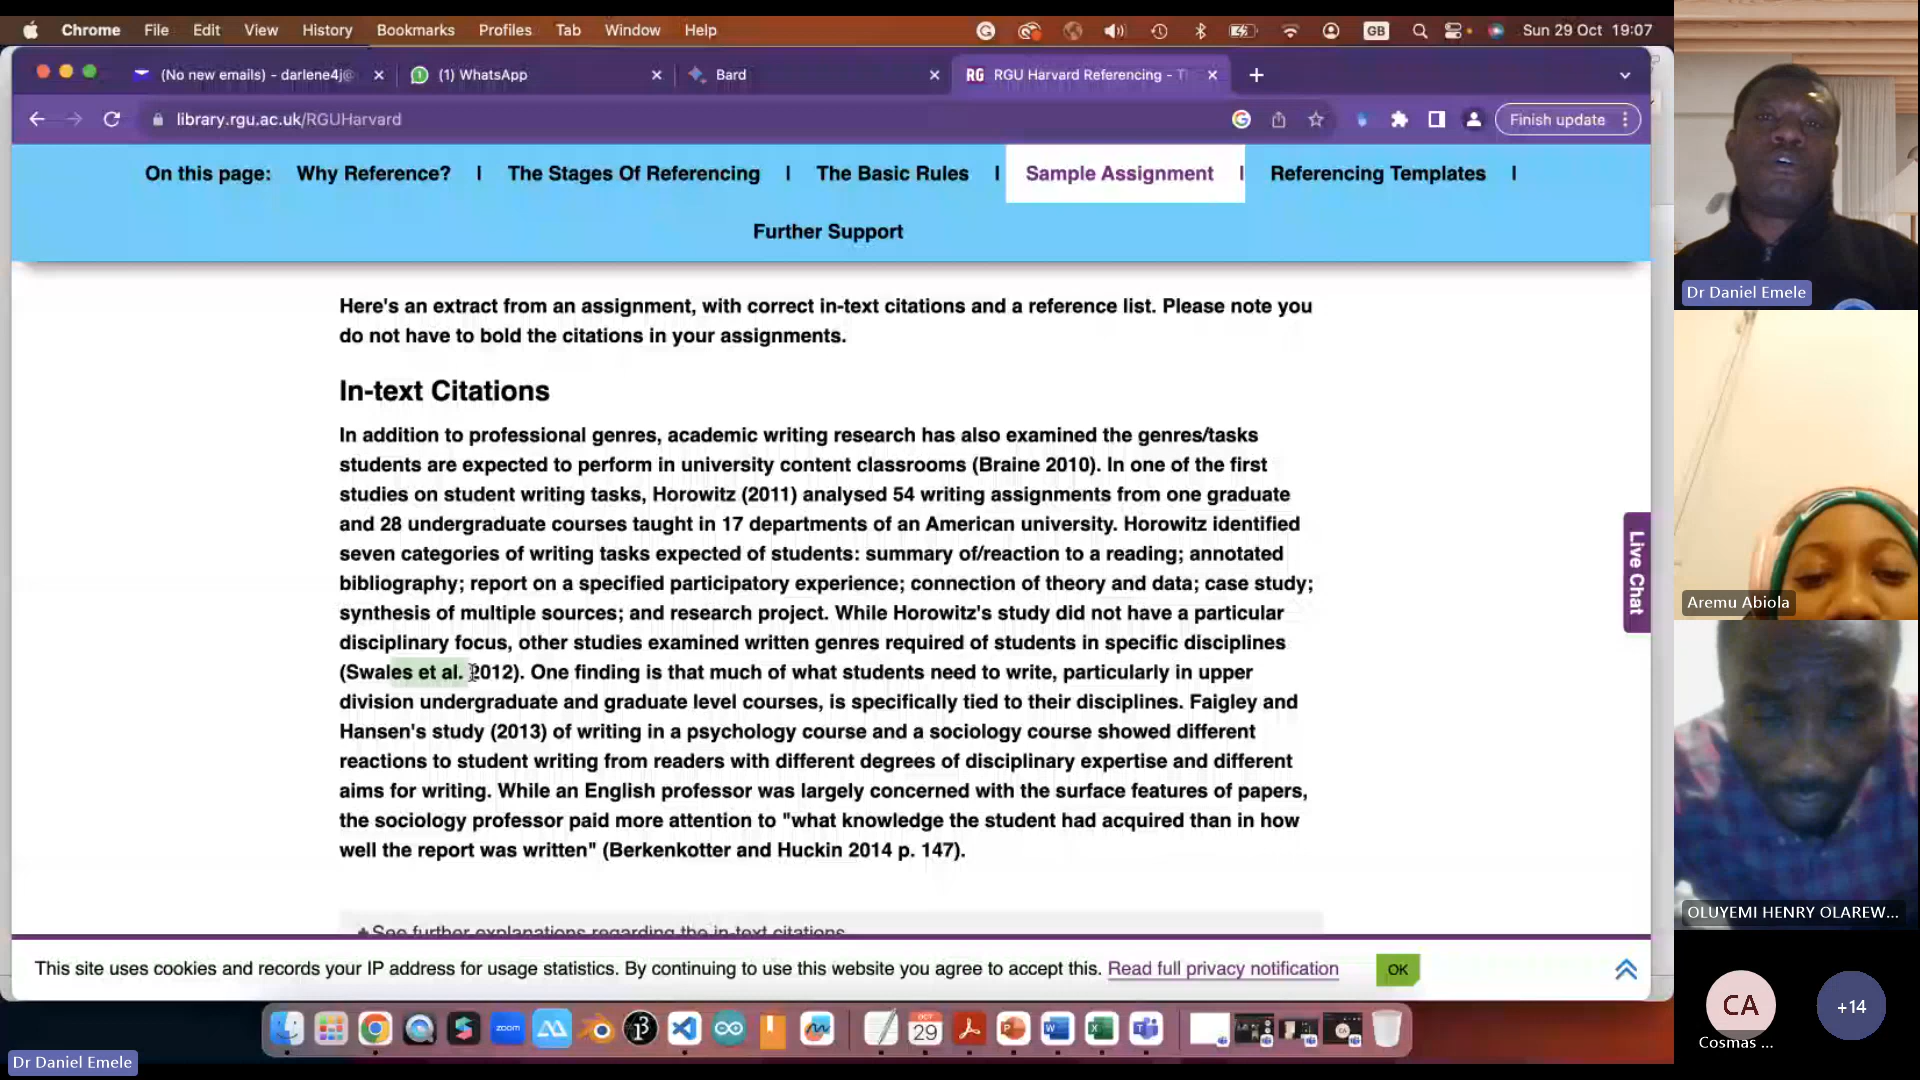 Chrome File Edit View History Bookmarks Profiles Tab Window Help
GB Sun 29 Oct 19:07
(No new emails) - darlene4j@
(1) WhatsApp
Bard
RG RGU Harvard Referencing - T
library.rgu.ac.uk/RGUHarvard
Finish update
On this page: Why Reference? | The Stages Of Referencing | The Basic Rules | Sample Assignment | Referencing Templates |
Further Support
Here's an extract from an assignment, with correct in-text citations and a reference list. Please note you
do not have to bold the citations in your assignments.
In-text Citations
In addition to professional genres, academic writing research has also examined the genres/tasks
students are expected to perform in university content classrooms (Braine 2010). In one of the first
studies on student writing tasks, Horowitz (2011) analysed 54 writing assignments from one graduate
and 28 undergraduate courses taught in 17 departments of an American university. Horowitz identified
seven categories of writing tasks expected of students: summary of/reaction to a reading; annotated
bibliography; report on a specified participatory experience; connection of theory and data; case study;
synthesis of multiple sources; and research project. While Horowitz's study did not have a particular
disciplinary focus, other studies examined written genres required of students in specific disciplines
(Swales et al. 2012). One finding is that much of what students need to write, particularly in upper
division undergraduate and graduate level courses, is specifically tied to their disciplines. Faigley and
Hansen's study (2013) of writing in a psychology course and a sociology course showed different
reactions to student writing from readers with different degrees of disciplinary expertise and different
aims for writing. While an English professor was largely concerned with the surface features of papers,
the sociology professor paid more attention to "what knowledge the student had acquired than in how
well the report was written" (Berkenkotter and Huckin 2014 p. 147).
+See further explanations regarding the in-text citations
Live Chat
This site uses cookies and records your IP address for usage statistics. By continuing to use this website you agree to accept this. Read full privacy notification
OK
zoom
OCT
29
Dr Daniel Emele
Dr Daniel Emele
Aremu Abiola
OLUYEMI HENRY OLAREW...
CA
Cosmas ...
+14